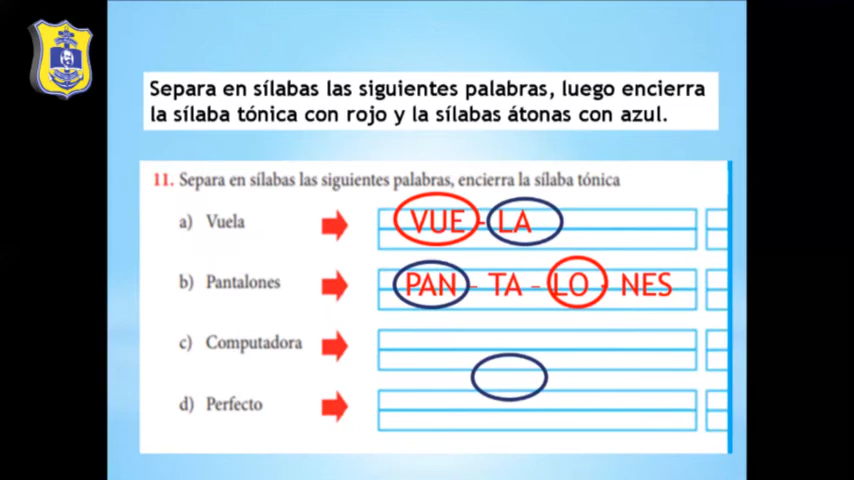 Separa en sílabas las siguientes palabras, luego encierra
la sílaba tónica con rojo y la sílabas átonas con azul.
11. Separa en sílabas las siguientes palabras, encierra la sílaba tónica
a) Vuela VUE - LA
b) Pantalones PAN - TA - LO - NES
c) Computadora
d) Perfecto